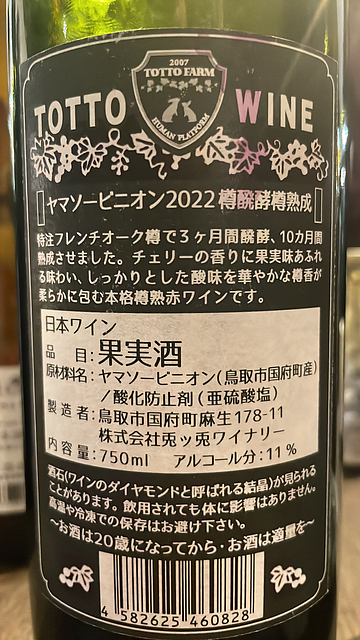 2007
TOTTO FARM
HUMAN PLATFORM
TOTTO WINE
ヤマソービニオン2022 樽醗酵樽熟成
特注フレンチオーク樽で3ヶ月間醗酵、10カ月間
熟成させました。チェリーの香りに果実味あふれ
る味わい、しっかりとした酸味を華やかな樽香が
柔らかに包む本格樽熟赤ワインです。
日本ワイン
品 目:果実酒
原材料名:ヤマソービニオン(鳥取市国府町産)
/酸化防止剤(亜硫酸塩)
製造者:鳥取市国府町麻生178-11
株式会社兎ッ兎ワイナリー
内容量:750ml アルコール分:11%
酒石(ワインのダイヤモンドと呼ばれる結晶)が見られる
ことがあります。飲用されても体に影響はありません。
高温や冷凍での保存はお避け下さい。
〜お酒は20歳になってから・お酒は適量を〜
4 582625 460828